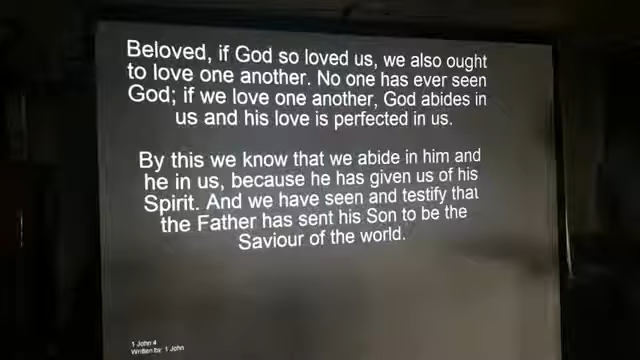 Beloved, if God so loved us, we also ought
to love one another. No one has ever seen
God; if we love one another, God abides in
us and his love is perfected in us.
By this we know that we abide in him and
he in us, because he has given us of his
Spirit. And we have seen and testify that
the Father has sent his Son to be the
Saviour of the world.
1 John 4
Written by: 1 John